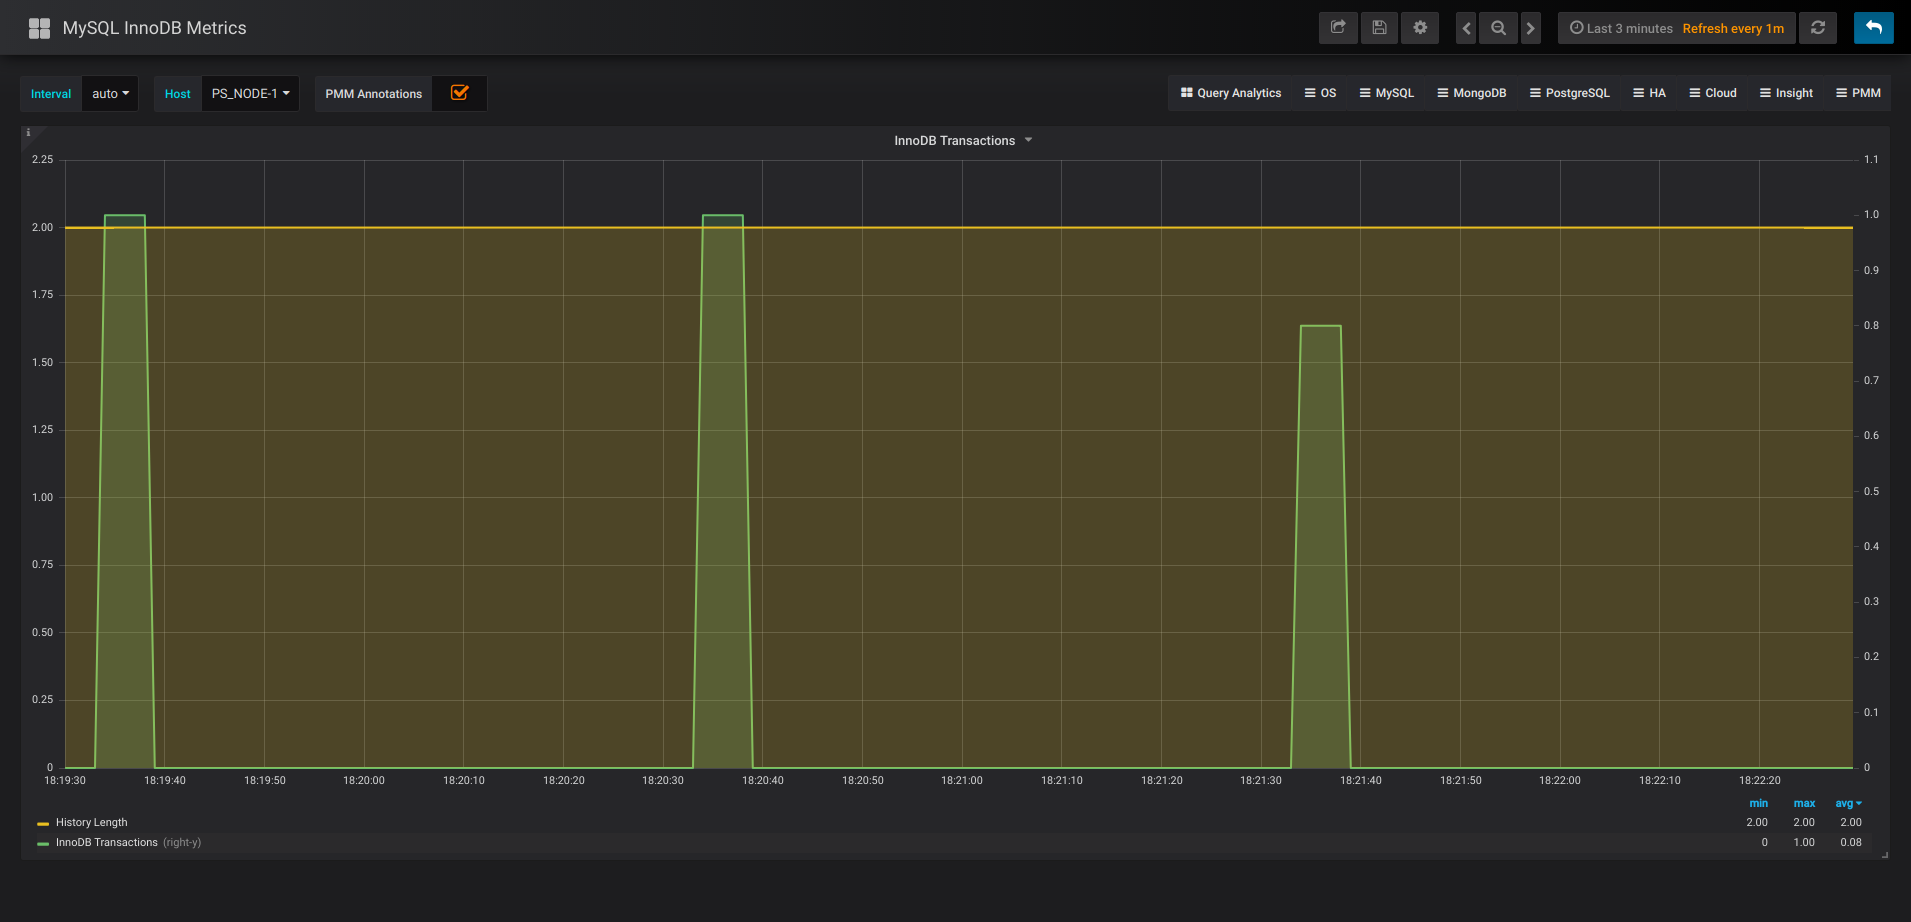 MySQL InnoDB Metrics
Last 3 minutes Refresh every 1m
Interval auto Host PS_NODE-1 PMM Annotations
Query Analytics OS MySQL MongoDB PostgreSQL HA Cloud Insight PMM
i
InnoDB Transactions
2.25 1.1
2.00 1.0
1.75 0.9
1.50 0.8
1.25 0.7
1.00 0.6
0.75 0.5
0.50 0.4
0.25 0.3
0 0.2
0.1
0
18:19:30 18:19:40 18:19:50 18:20:00 18:20:10 18:20:20 18:20:30 18:20:40 18:20:50 18:21:00 18:21:10 18:21:20 18:21:30 18:21:40 18:21:50 18:22:00 18:22:10 18:22:20
min max avg
History Length 2.00 2.00 2.00
InnoDB Transactions (right-y) 0 1.00 0.08